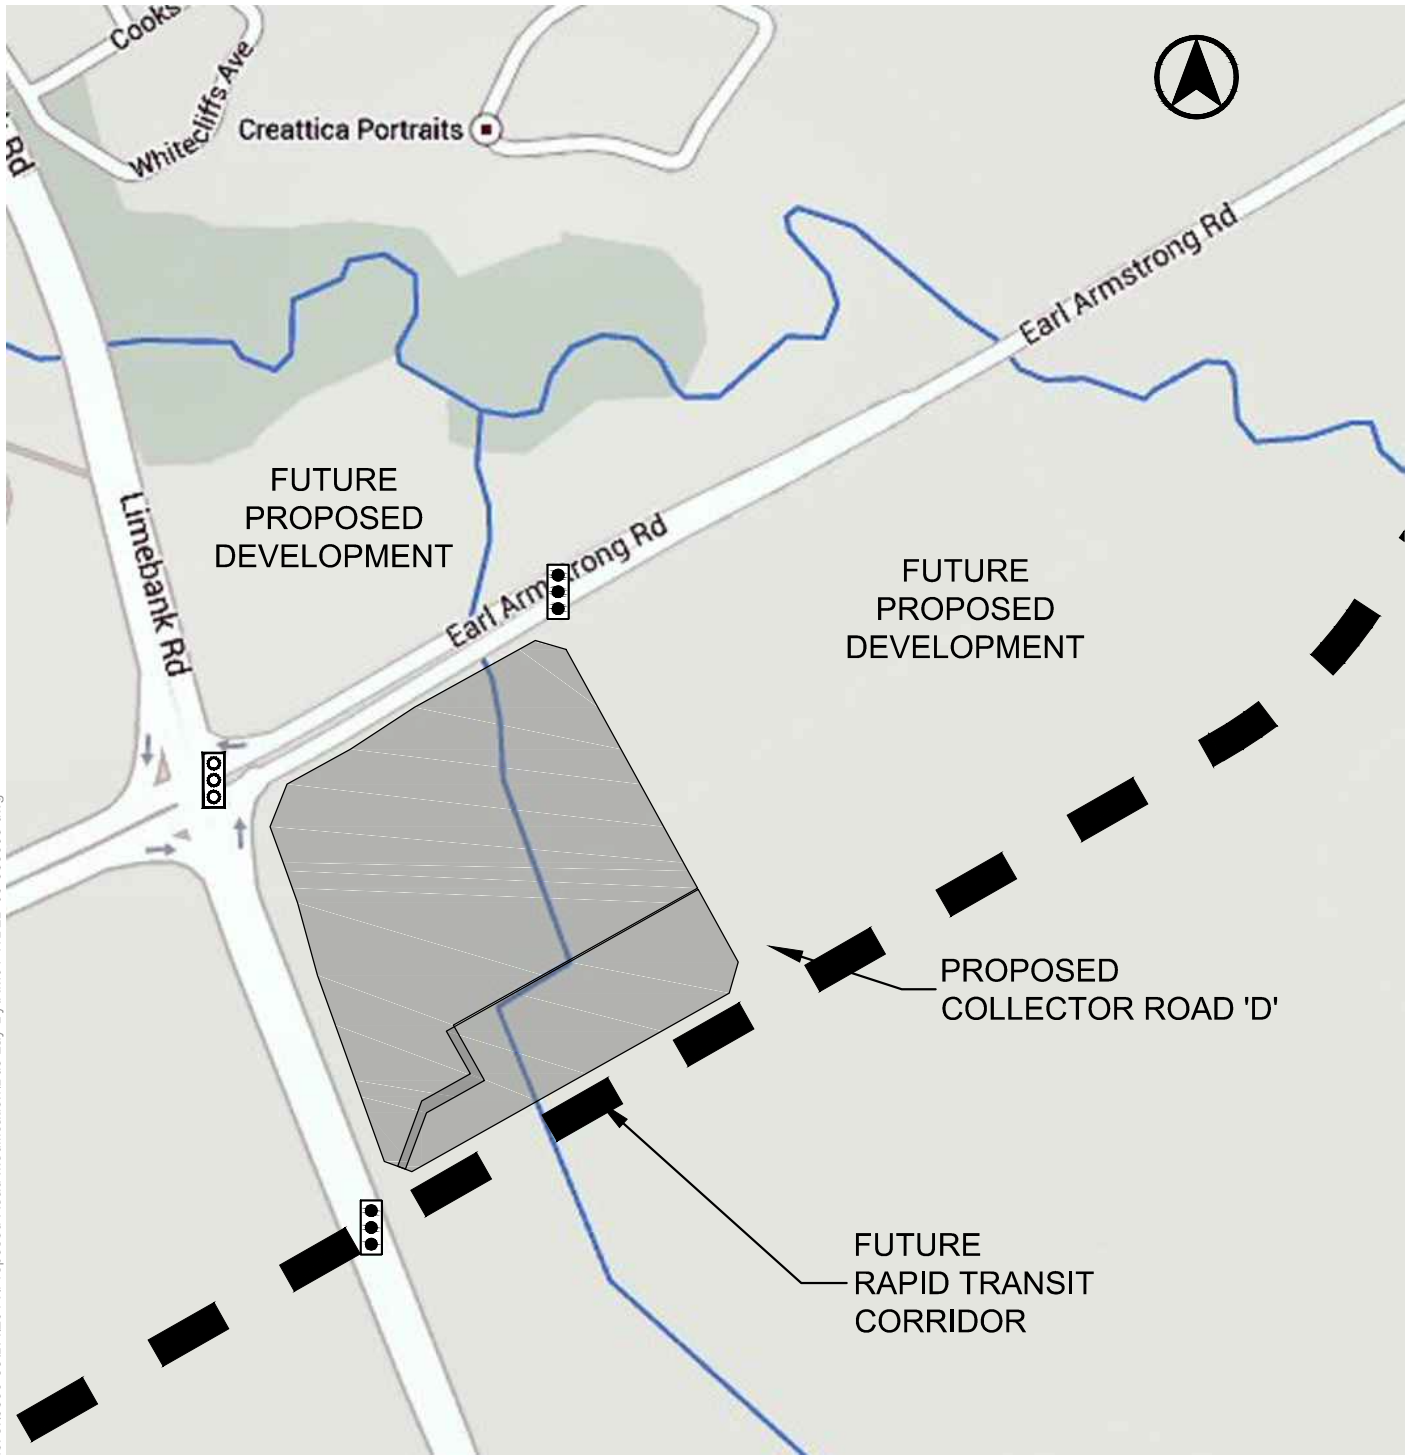 Cooks
Whitecliffs Ave
Creattica Portraits
Rd
Earl Armstrong Rd
FUTURE
PROPOSED
DEVELOPMENT
Limebank Rd
Earl Armstrong Rd
FUTURE
PROPOSED
DEVELOPMENT
PROPOSED
COLLECTOR ROAD 'D'
FUTURE
RAPID TRANSIT
CORRIDOR